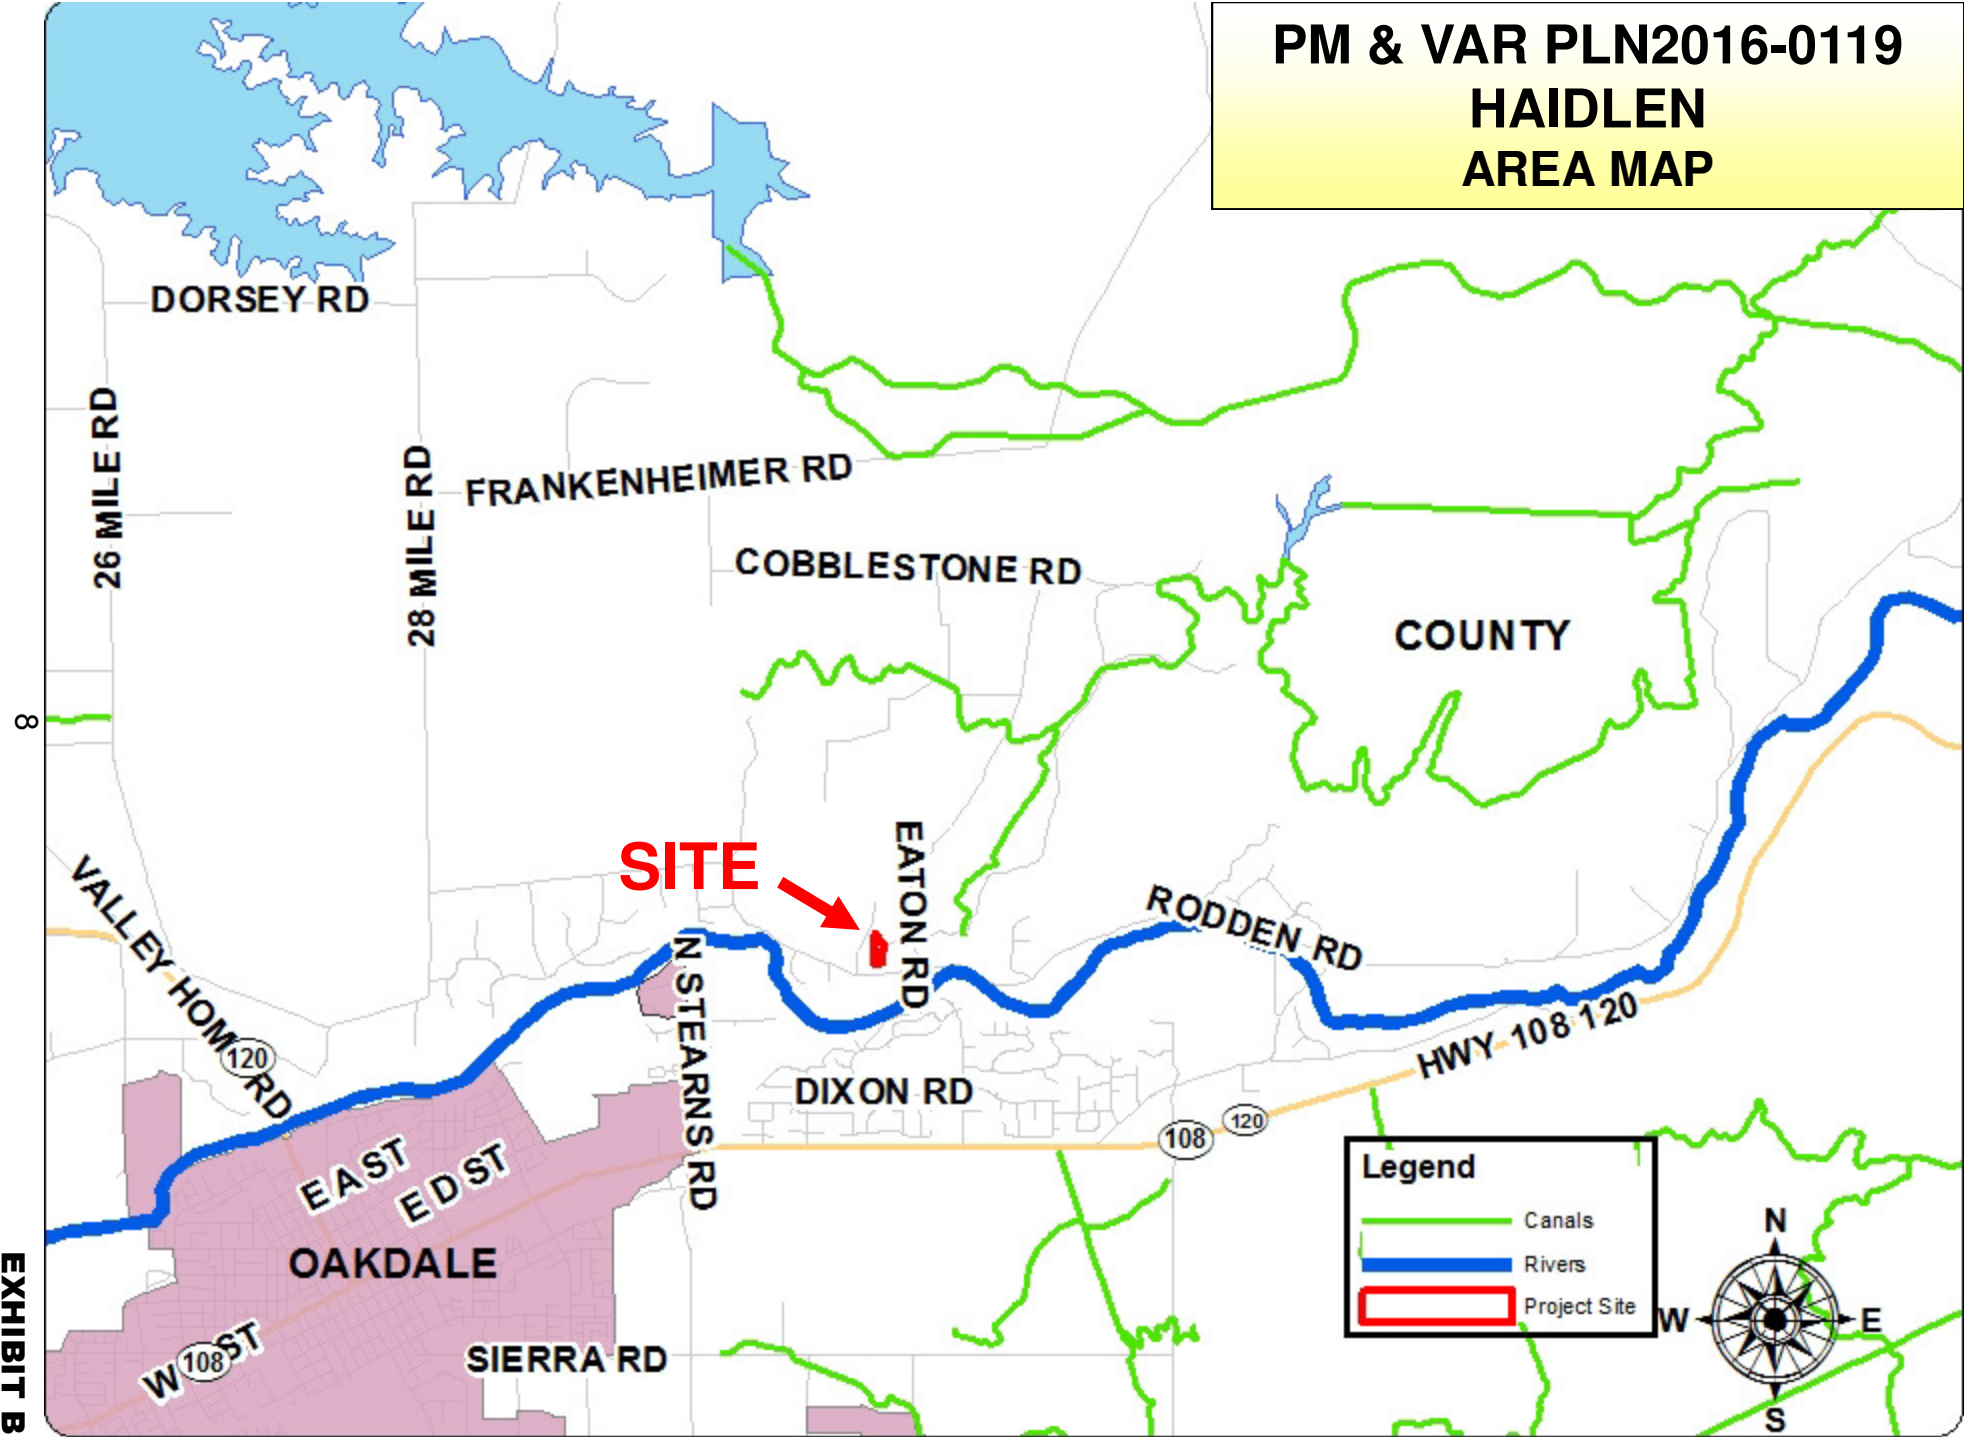 PM & VAR PLN2016-0119
HAIDLEN
AREA MAP
DORSEY RD
26 MILE RD
28 MILE RD
FRANKENHEIMER RD
COBBLESTONE RD
COUNTY
8
SITE
EATON RD
VALLEY HOM RD
120
N STEARNS RD
RODDEN RD
HWY 108 120
DIXON RD
108
120
EAST
E D ST
OAKDALE
W ST
108
SIERRA RD
Legend
Canals
Rivers
Project Site
N
W
E
S
EXHIBIT B